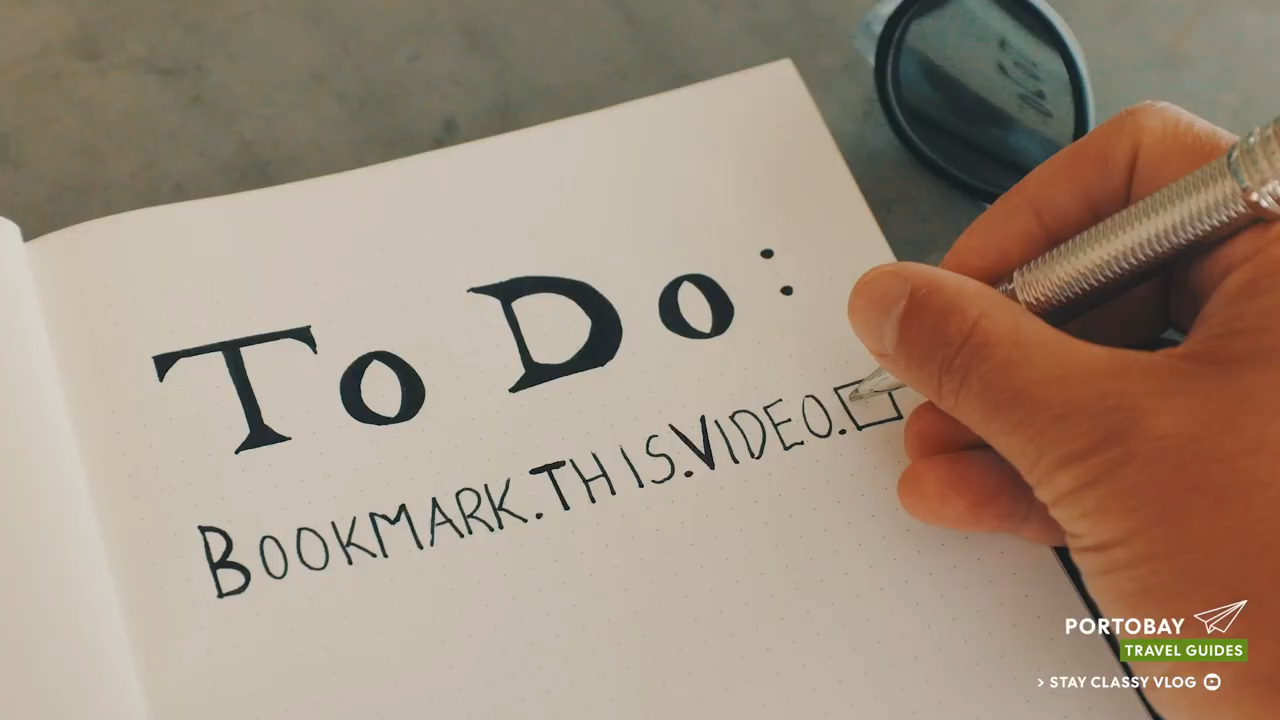 To Do:
BOOKMARK.THIS.VIDEO.
PORTOBAY
TRAVEL GUIDES
> STAY CLASSY VLOG